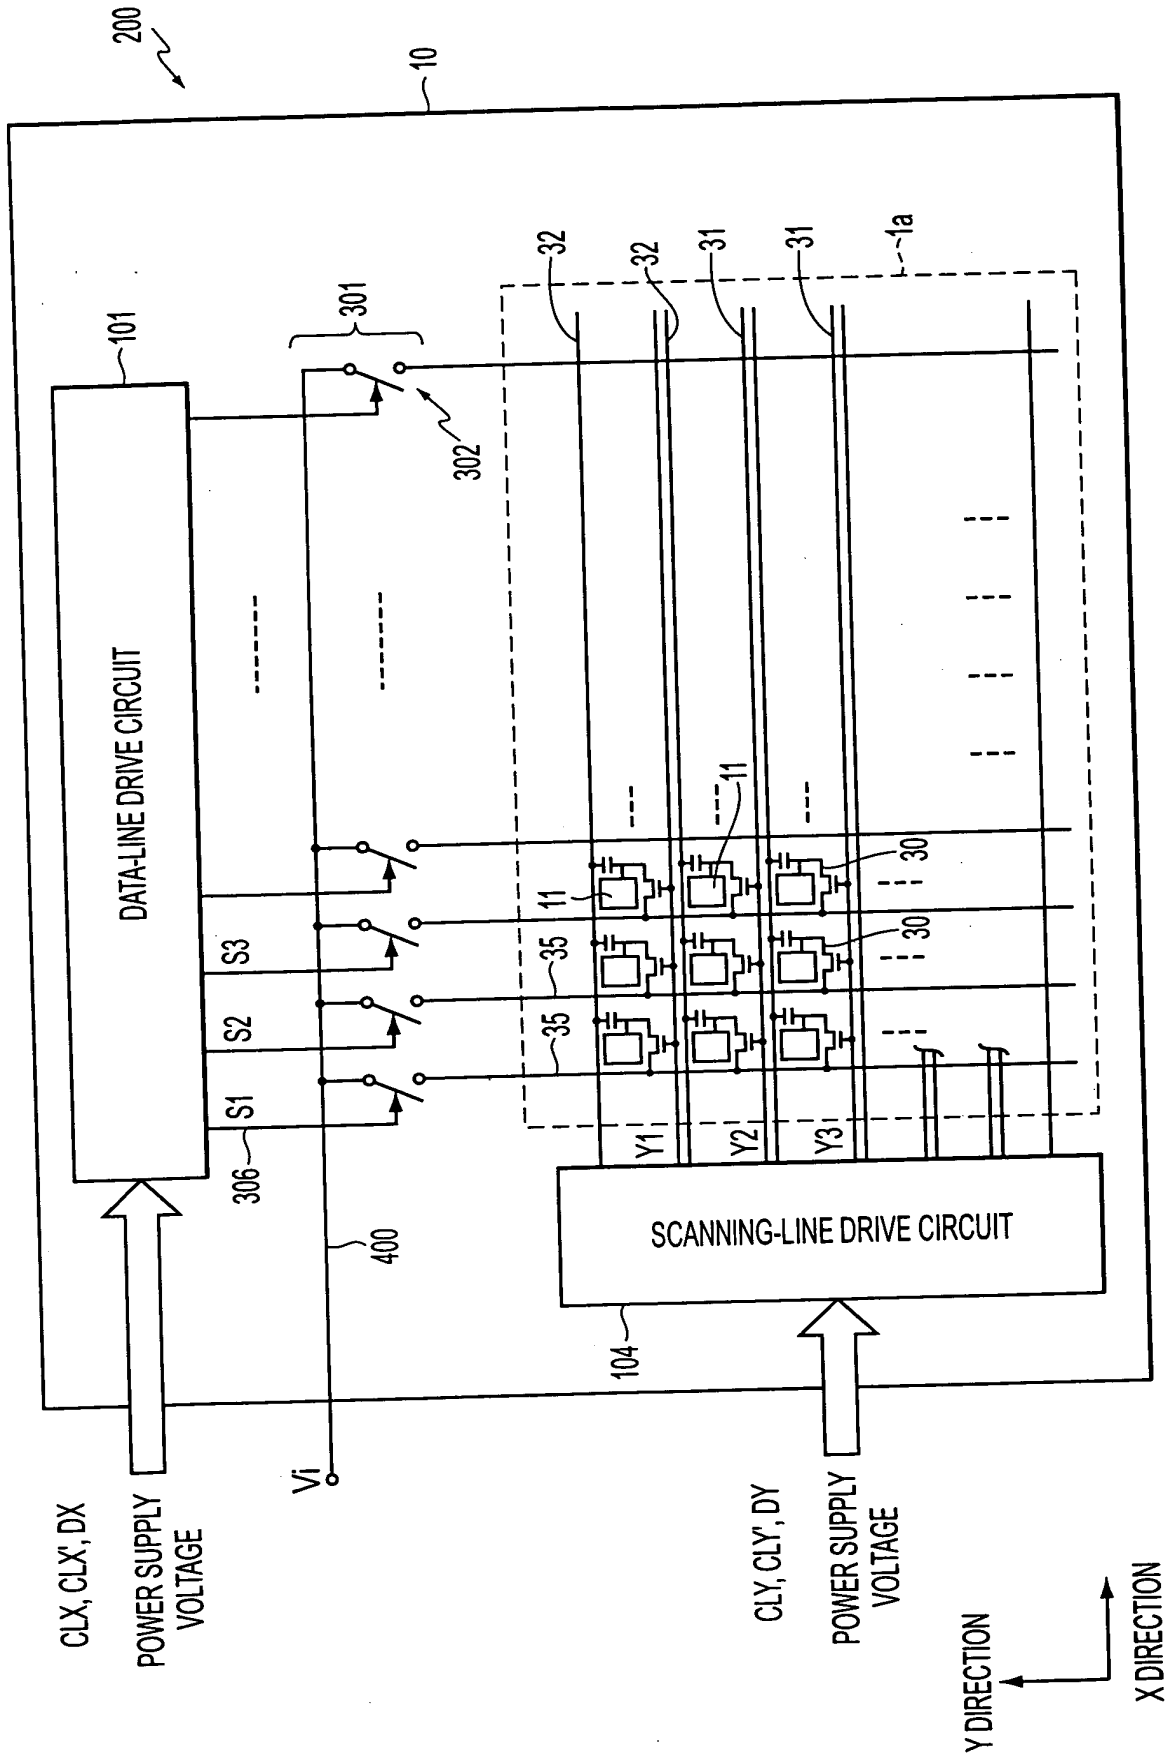 200
10
CLX, CLX', DX
POWER SUPPLY
VOLTAGE
DATA-LINE DRIVE CIRCUIT
101
306
S1
S2
S3
301
302
Vi
400
35
35
11
11
30
30
32
32
31
31
1a
Y1
Y2
Y3
SCANNING-LINE DRIVE CIRCUIT
104
CLY, CLY', DY
POWER SUPPLY
VOLTAGE
Y DIRECTION
X DIRECTION